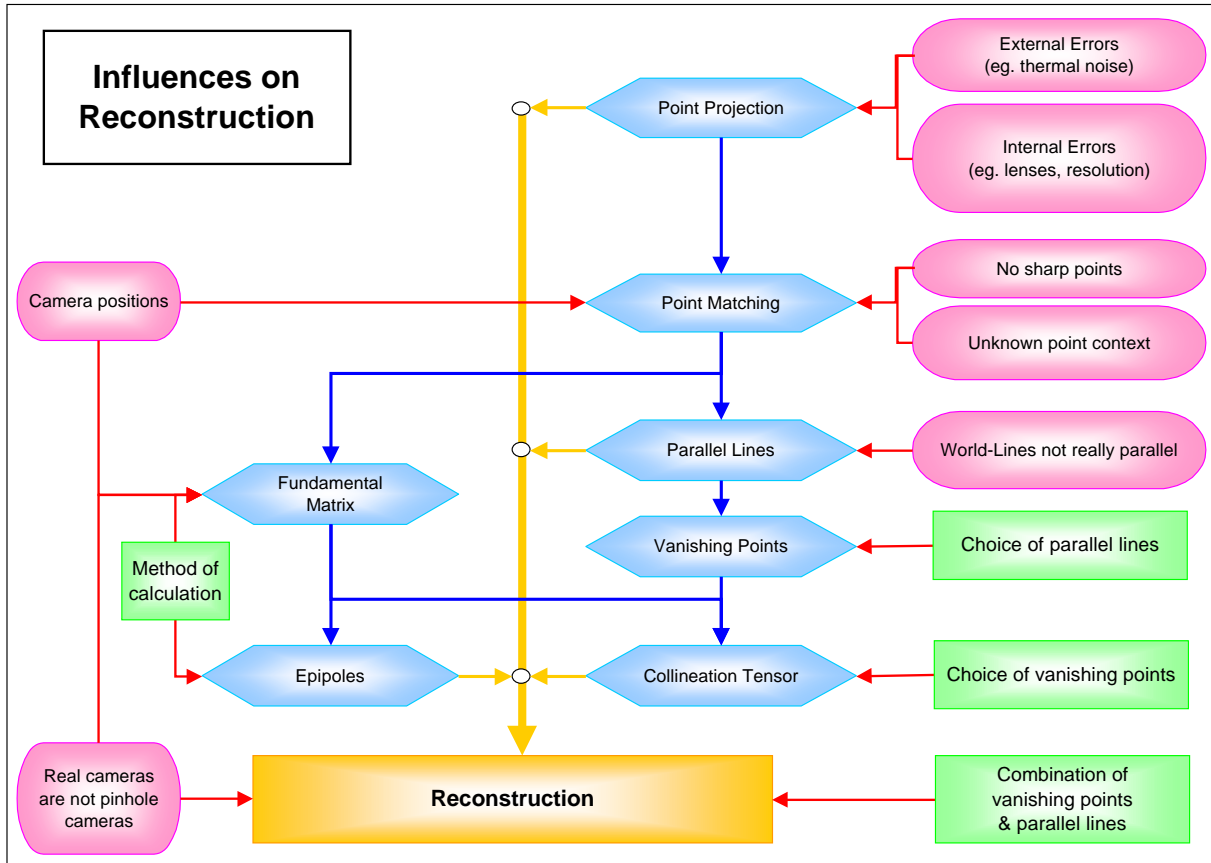 Influences on
Reconstruction
External Errors
(eg. thermal noise)
Point Projection
Internal Errors
(eg. lenses, resolution)
No sharp points
Camera positions
Point Matching
Unknown point context
Parallel Lines
World-Lines not really parallel
Fundamental
Matrix
Vanishing Points
Choice of parallel lines
Method of
calculation
Epipoles
Collineation Tensor
Choice of vanishing points
Real cameras
are not pinhole
cameras
Reconstruction
Combination of
vanishing points
& parallel lines